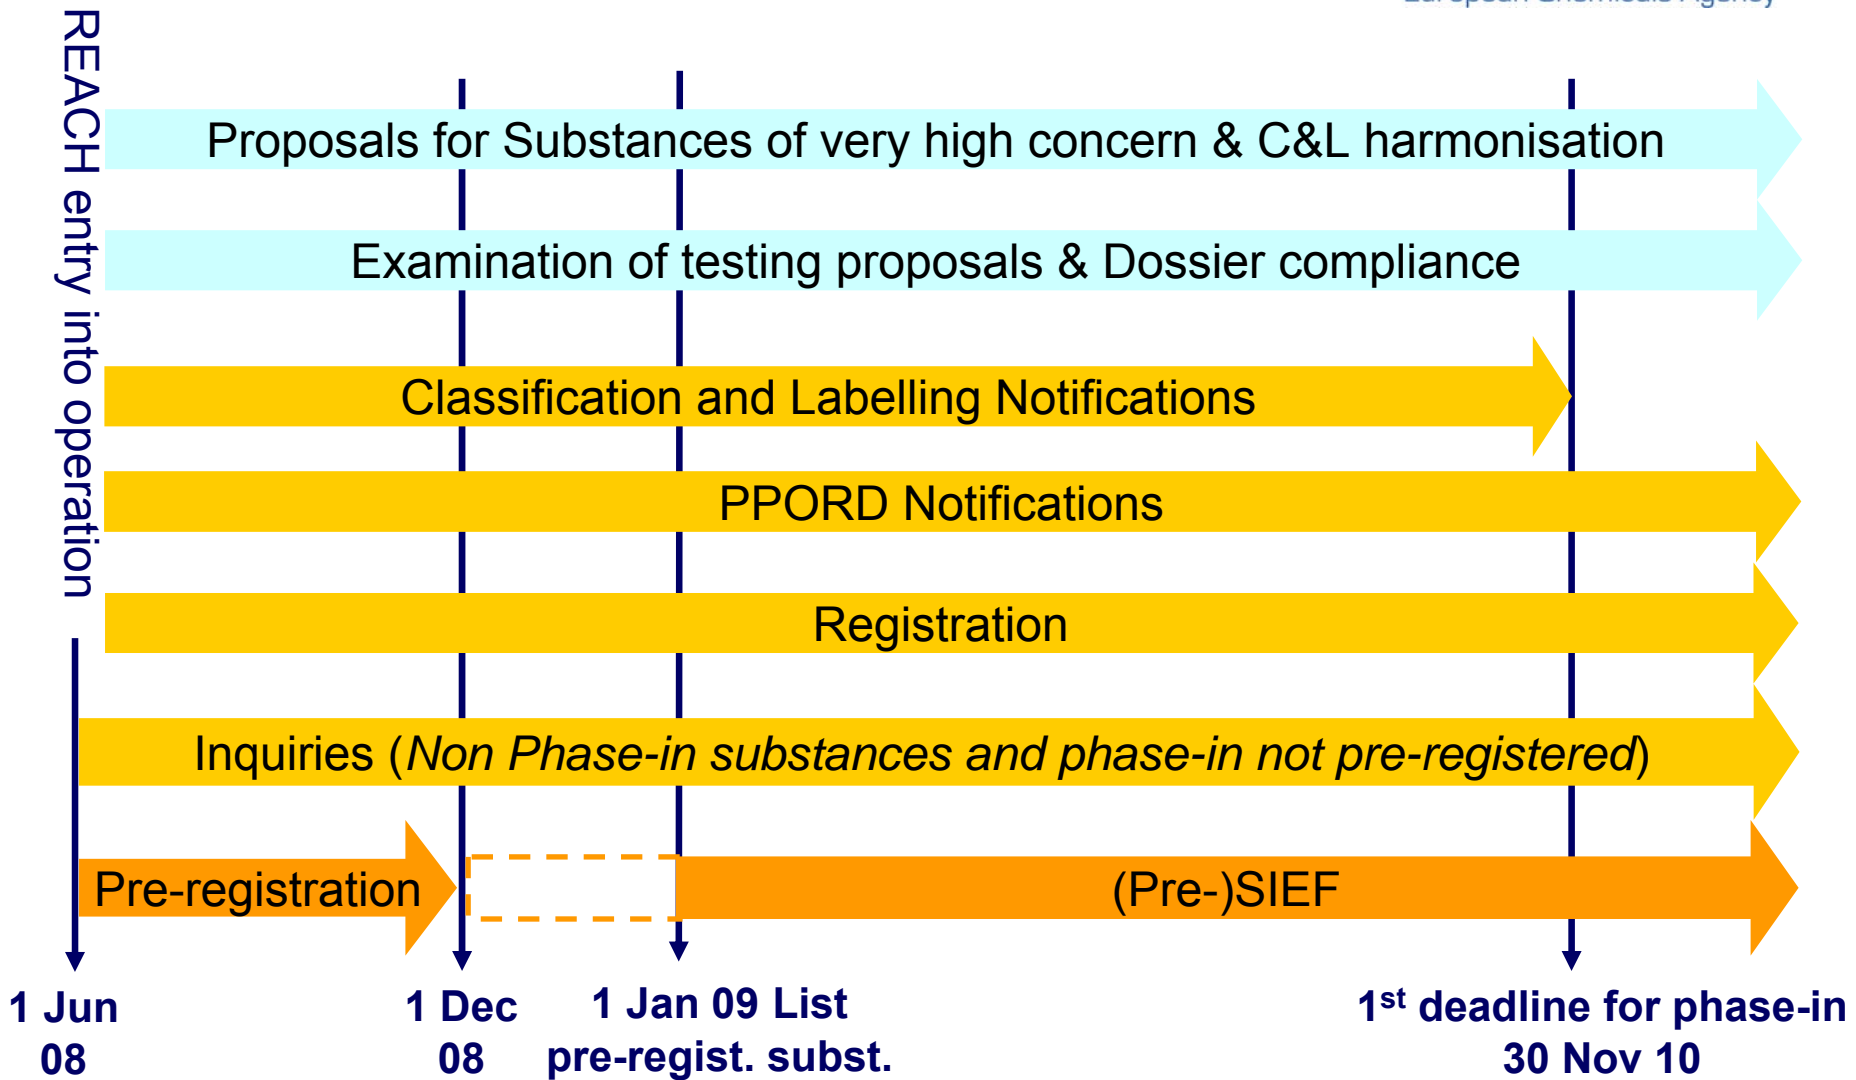 European Chemicals Agency
REACH entry into operation
Proposals for Substances of very high concern & C&L harmonisation
Examination of testing proposals & Dossier compliance
Classification and Labelling Notifications
PPORD Notifications
Registration
Inquiries (Non Phase-in substances and phase-in not pre-registered)
Pre-registration
(Pre-)SIEF
1 Jun
08
1 Dec
08
1 Jan 09 List
pre-regist. subst.
1st deadline for phase-in
30 Nov 10